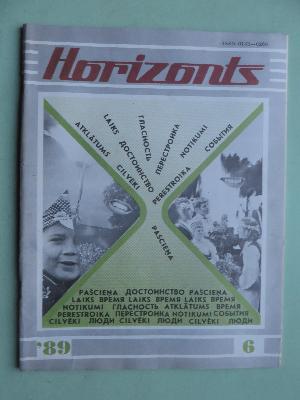 Horizonts
ATKLĀTUMS
LAIKS
ДОСТОИНСТВО
ГЛАСНОСТЬ
ПЕРЕСТРОЙКА
NOTIKUMI
СОБЫТИЯ
CILVĒKI
PERESTROIKA
PAŠCIEŅA
PAŠCIEŅA ДОСТОИНСТВО PAŠCIEŅA
LAIKS ВРЕМЯ LAIKS ВРЕМЯ LAIKS ВРЕМЯ
NOTIKUMI ГЛАСНОСТЬ ATKLĀTUMS ВРЕМЯ
PERESTROIKA ПЕРЕСТРОЙКА NOTIKUMI СОБЫТИЯ
CILVĒKI ЛЮДИ CILVĒKI ЛЮДИ CILVĒKI ЛЮДИ
'89 6